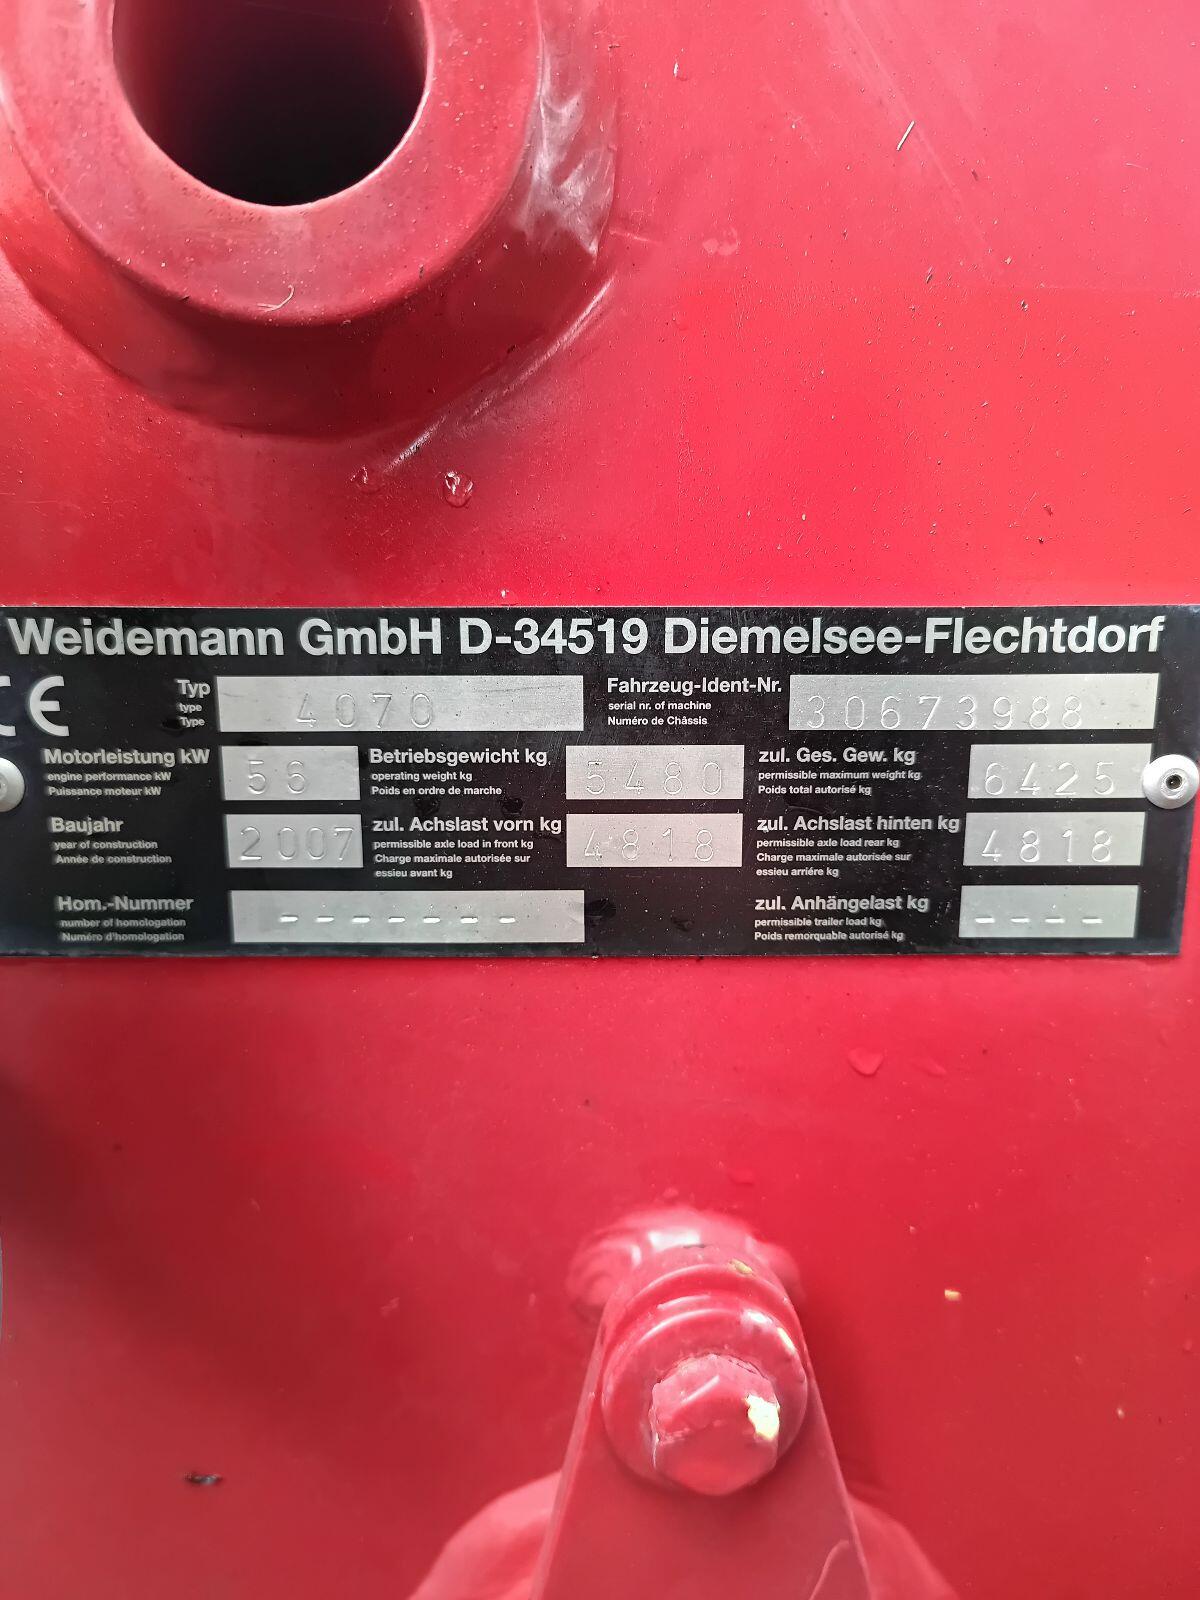 Weidemann GmbH D-34519 Diemelsee-Flechtdorf
CE
Typ
type
Type
4070
Fahrzeug-Ident-Nr.
serial nr. of machine
Numéro de Châssis
30673988
Motorleistung kW
engine performance kW
Puissance moteur kW
56
Betriebsgewicht kg
operating weight kg
Poids en ordre de marche
5480
zul. Ges. Gew. kg
permissible maximum weight kg
Poids total autorisé kg
6425
Baujahr
year of construction
Année de construction
2007
zul. Achslast vorn kg
permissible axle load in front kg
Charge maximale autorisée sur
essieu avant kg
4818
zul. Achslast hinten kg
permissible axle load rear kg
Charge maximale autorisée sur
essieu arriére kg
4818
Hom.-Nummer
number of homologation
Numéro d'homologation
- - - - - - -
zul. Anhängelast kg
permissible trailer load kg
Poids remorquable autorisé kg
- - - -